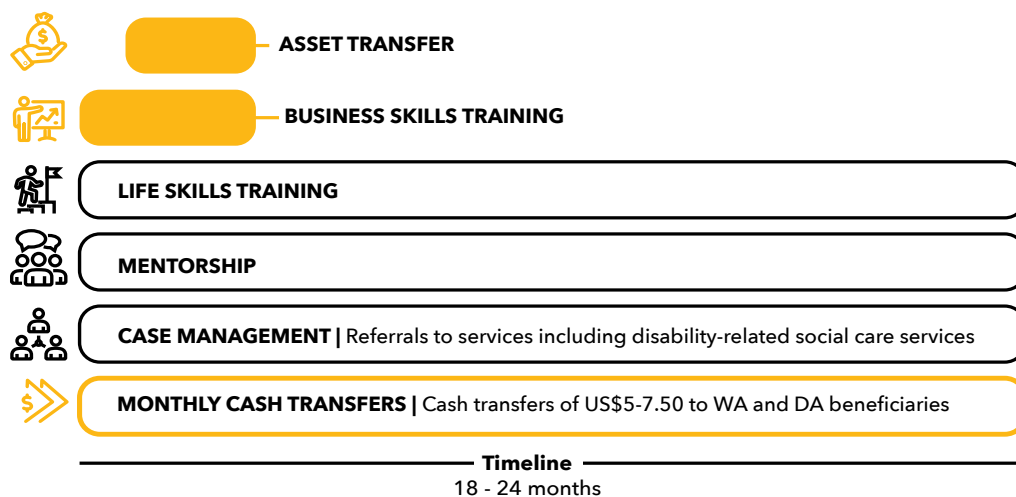 $
ASSET TRANSFER
BUSINESS SKILLS TRAINING
LIFE SKILLS TRAINING
MENTORSHIP
CASE MANAGEMENT | Referrals to services including disability-related social care services
$
MONTHLY CASH TRANSFERS | Cash transfers of US$5-7.50 to WA and DA beneficiaries
Timeline
18 - 24 months